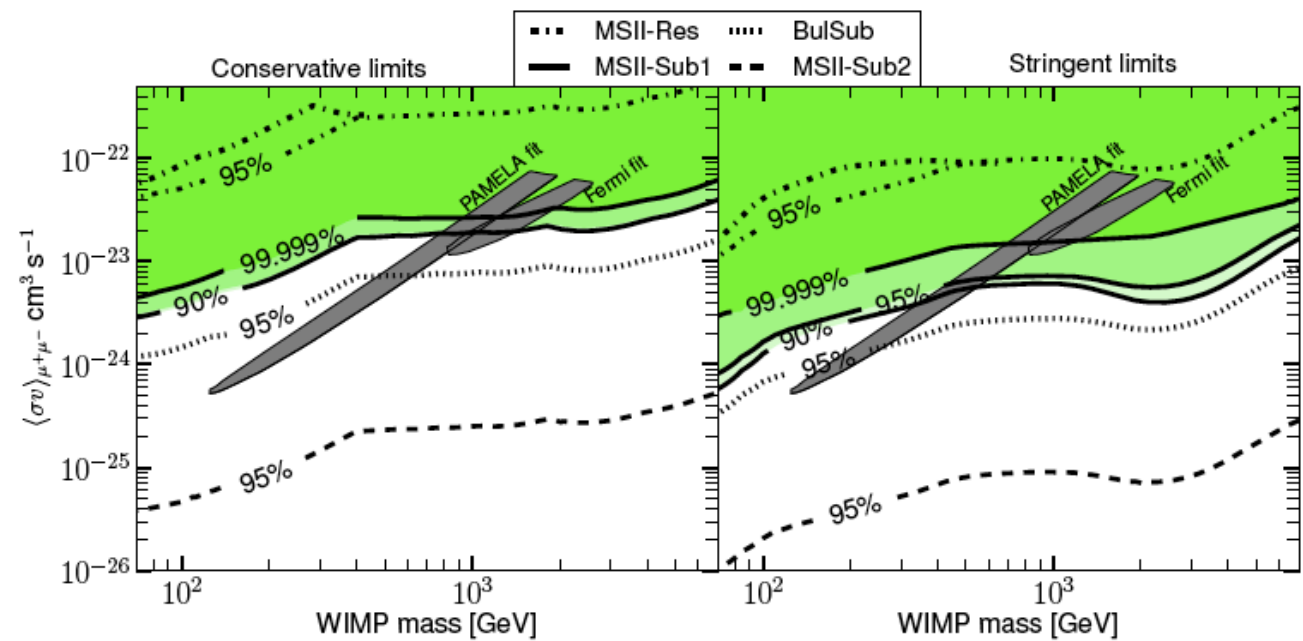 MSII-Res BulSub
MSII-Sub1 MSII-Sub2
Conservative limits
Stringent limits
⟨σv⟩μ⁺μ⁻ cm³ s⁻¹
10⁻²²
10⁻²³
10⁻²⁴
10⁻²⁵
10⁻²⁶
95%
PAMELA fit
Fermi fit
99.999%
90%
95%
95%
10²
10³
WIMP mass [GeV]
95%
PAMELA fit
Fermi fit
99.999%
95%
90%
95%
95%
10²
10³
WIMP mass [GeV]